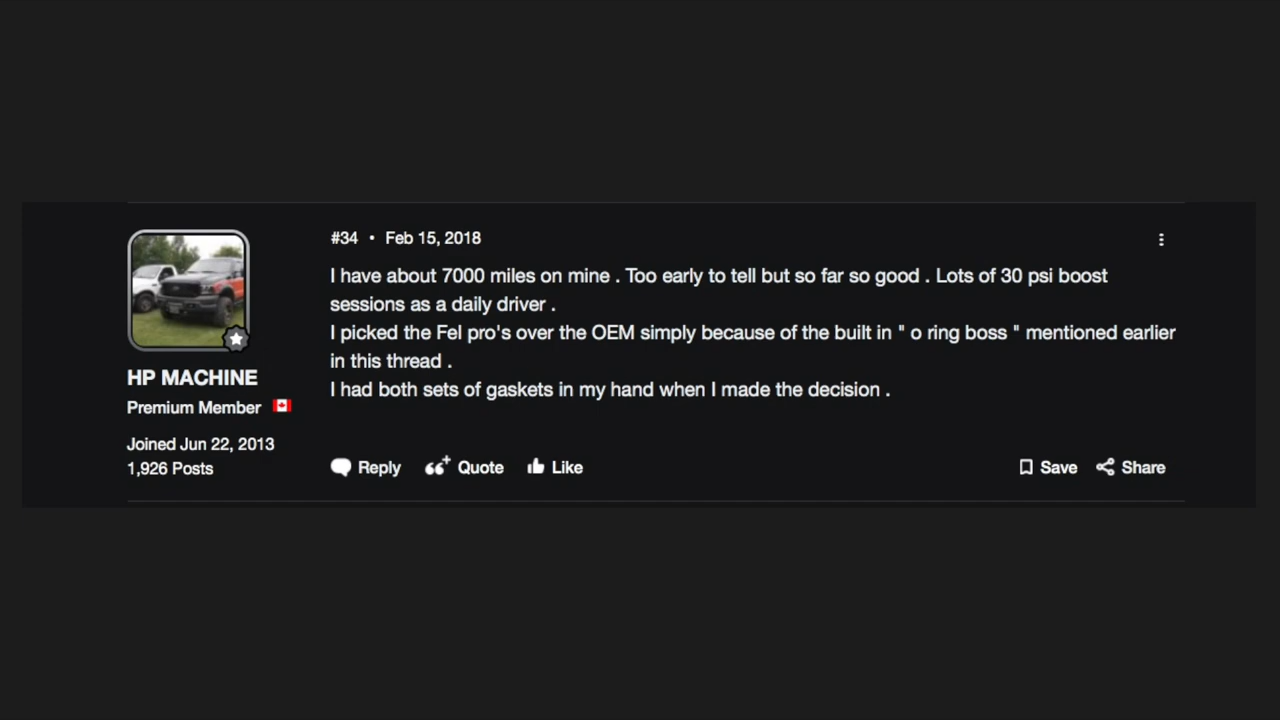 #34 • Feb 15, 2018
I have about 7000 miles on mine . Too early to tell but so far so good . Lots of 30 psi boost
sessions as a daily driver .
I picked the Fel pro's over the OEM simply because of the built in " o ring boss " mentioned earlier
in this thread .
I had both sets of gaskets in my hand when I made the decision .
HP MACHINE
Premium Member
Joined Jun 22, 2013
1,926 Posts
Reply Quote Like Save Share